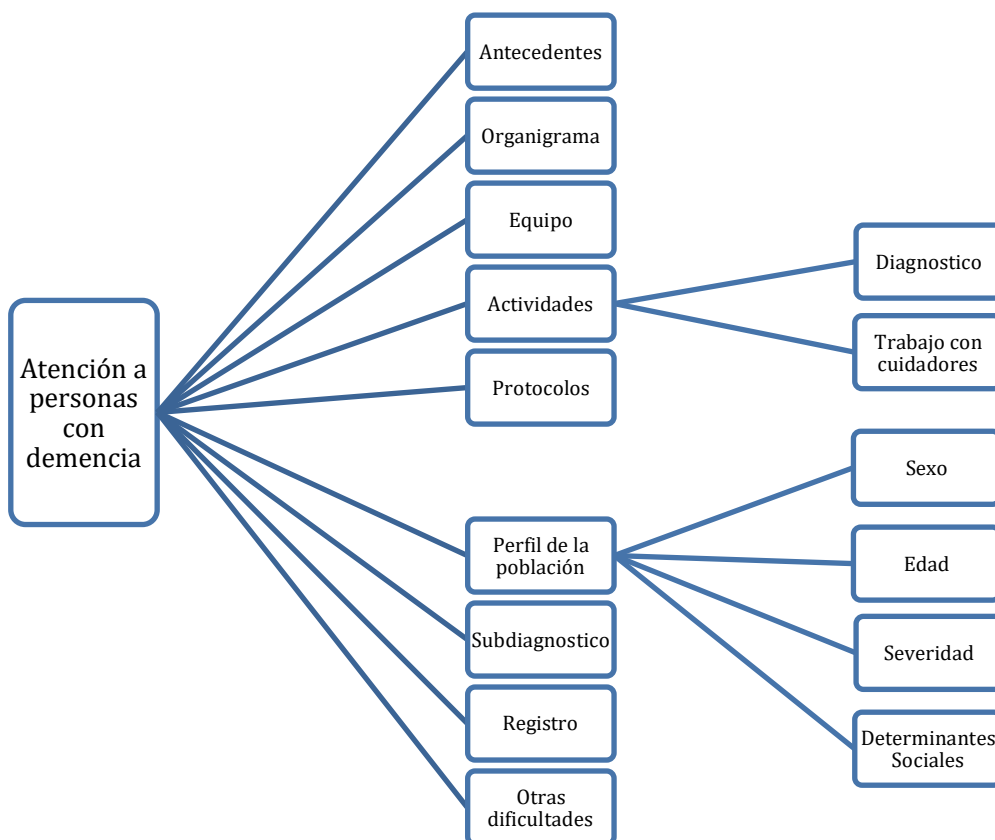 Atención a
personas
con
demencia
Antecedentes
Organigrama
Equipo
Actividades
Diagnostico
Trabajo con
cuidadores
Protocolos
Perfil de la
población
Sexo
Edad
Severidad
Determinantes
Sociales
Subdiagnostico
Registro
Otras
dificultades